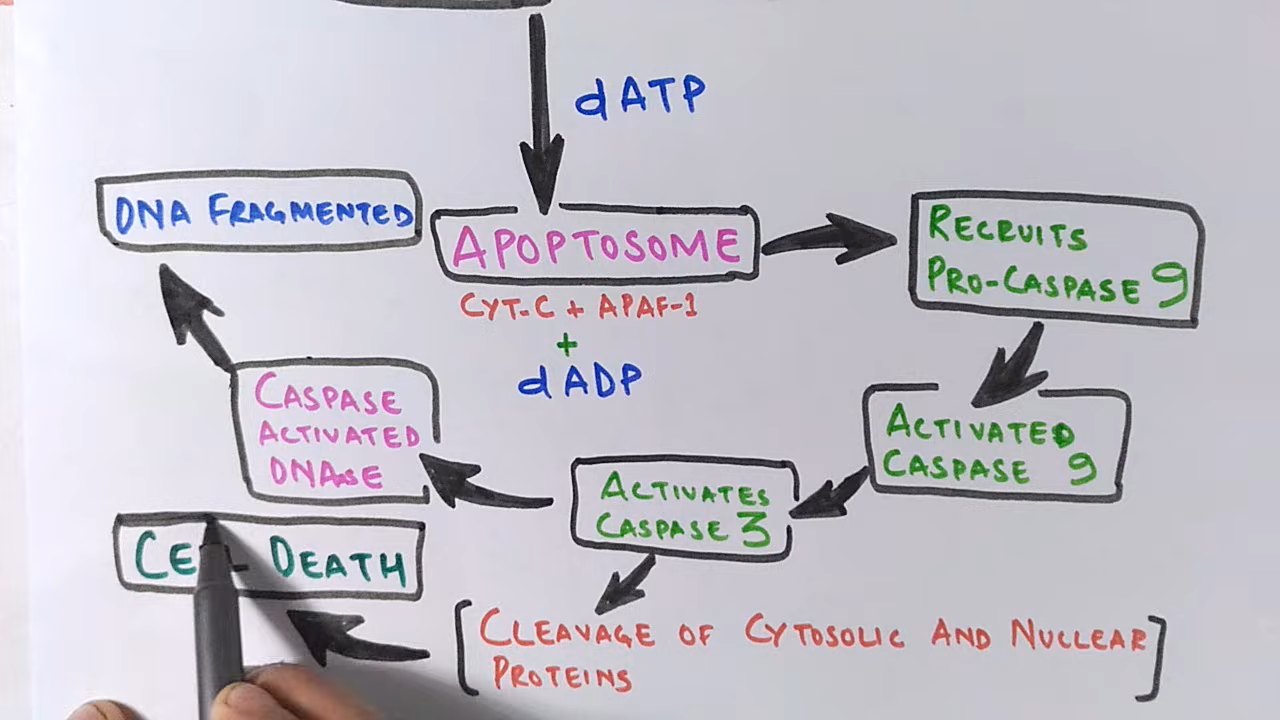 dATP
DNA FRAGMENTED
APOPTOSOME
CYT-C + APAF-1
+
dADP
RECRUITS
PRO-CASPASE 9
ACTIVATED
CASPASE 9
ACTIVATES
CASPASE 3
CASPASE
ACTIVATED
DNAsE
CLEAVAGE OF CYTOSOLIC AND NUCLEAR
PROTEINS
DEATH